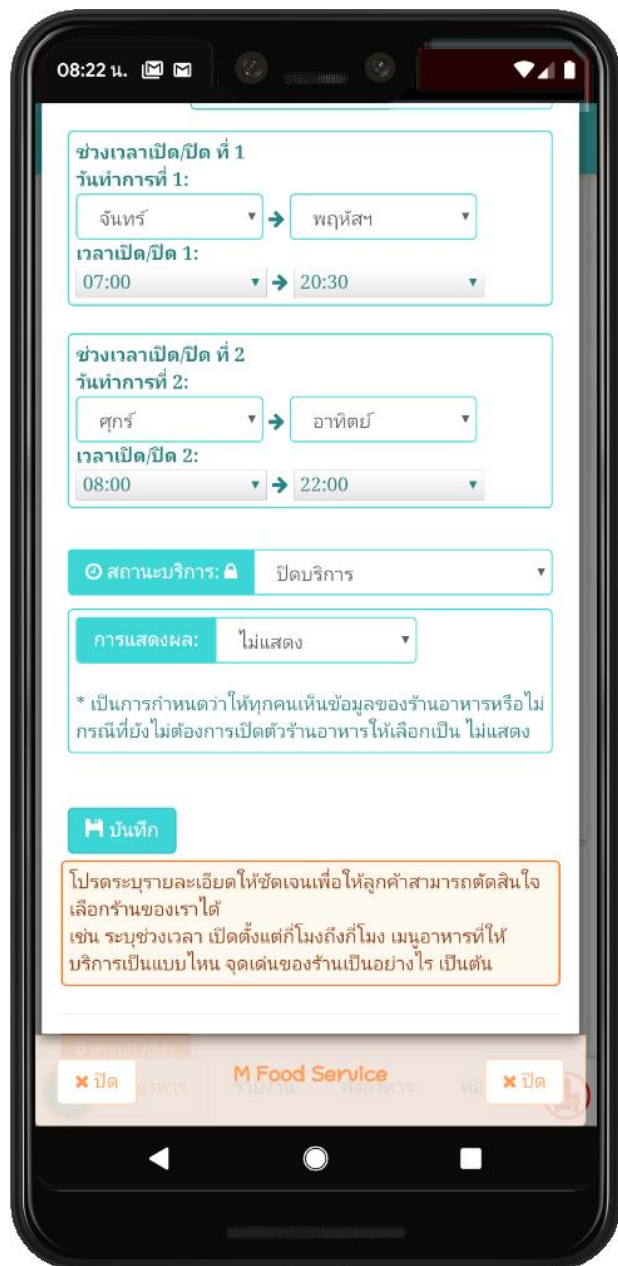 08:22 น.
ช่วงเวลาเปิด/ปิด ที่ 1
วันทำการที่ 1:
จันทร์ พฤหัสฯ
เวลาเปิด/ปิด 1:
07:00 20:30
ช่วงเวลาเปิด/ปิด ที่ 2
วันทำการที่ 2:
ศุกร์ อาทิตย์
เวลาเปิด/ปิด 2:
08:00 22:00
สถานะบริการ: ปิดบริการ
การแสดงผล: ไม่แสดง
* เป็นการกำหนดว่าให้ทุกคนเห็นข้อมูลของร้านอาหารหรือไม่
กรณีที่ยังไม่ต้องการเปิดตัวร้านอาหารให้เลือกเป็น ไม่แสดง
บันทึก
โปรดระบุรายละเอียดให้ชัดเจนเพื่อให้ลูกค้าสามารถตัดสินใจ
เลือกร้านของเราได้
เช่น ระบุช่วงเวลา เปิดตั้งแต่กี่โมงถึงกี่โมง เมนูอาหารที่ให้
บริการเป็นแบบไหน จุดเด่นของร้านเป็นอย่างไร เป็นต้น
ปิด M Food Service ปิด